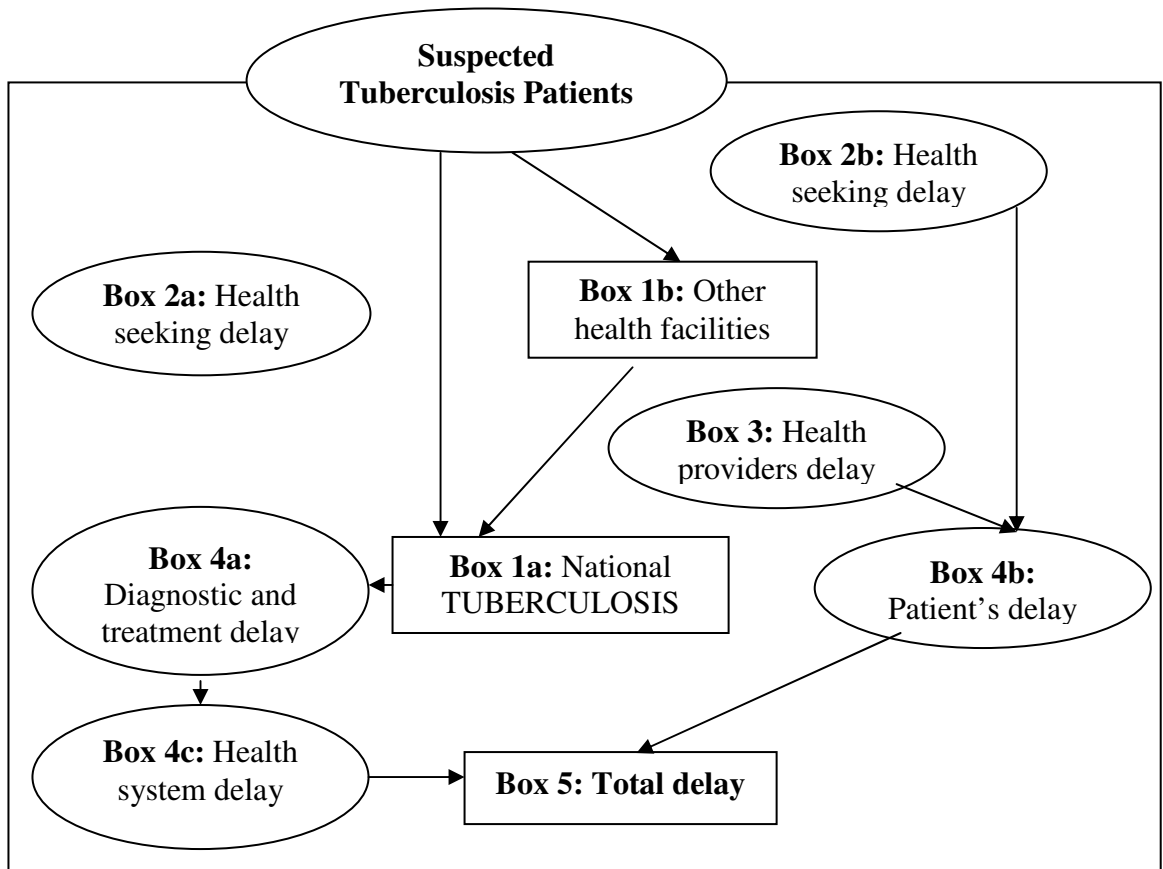 Suspected
Tuberculosis Patients
Box 2b: Health
seeking delay
Box 2a: Health
seeking delay
Box 1b: Other
health facilities
Box 3: Health
providers delay
Box 4a:
Diagnostic and
treatment delay
Box 1a: National
TUBERCULOSIS
Box 4b:
Patient’s delay
Box 4c: Health
system delay
Box 5: Total delay